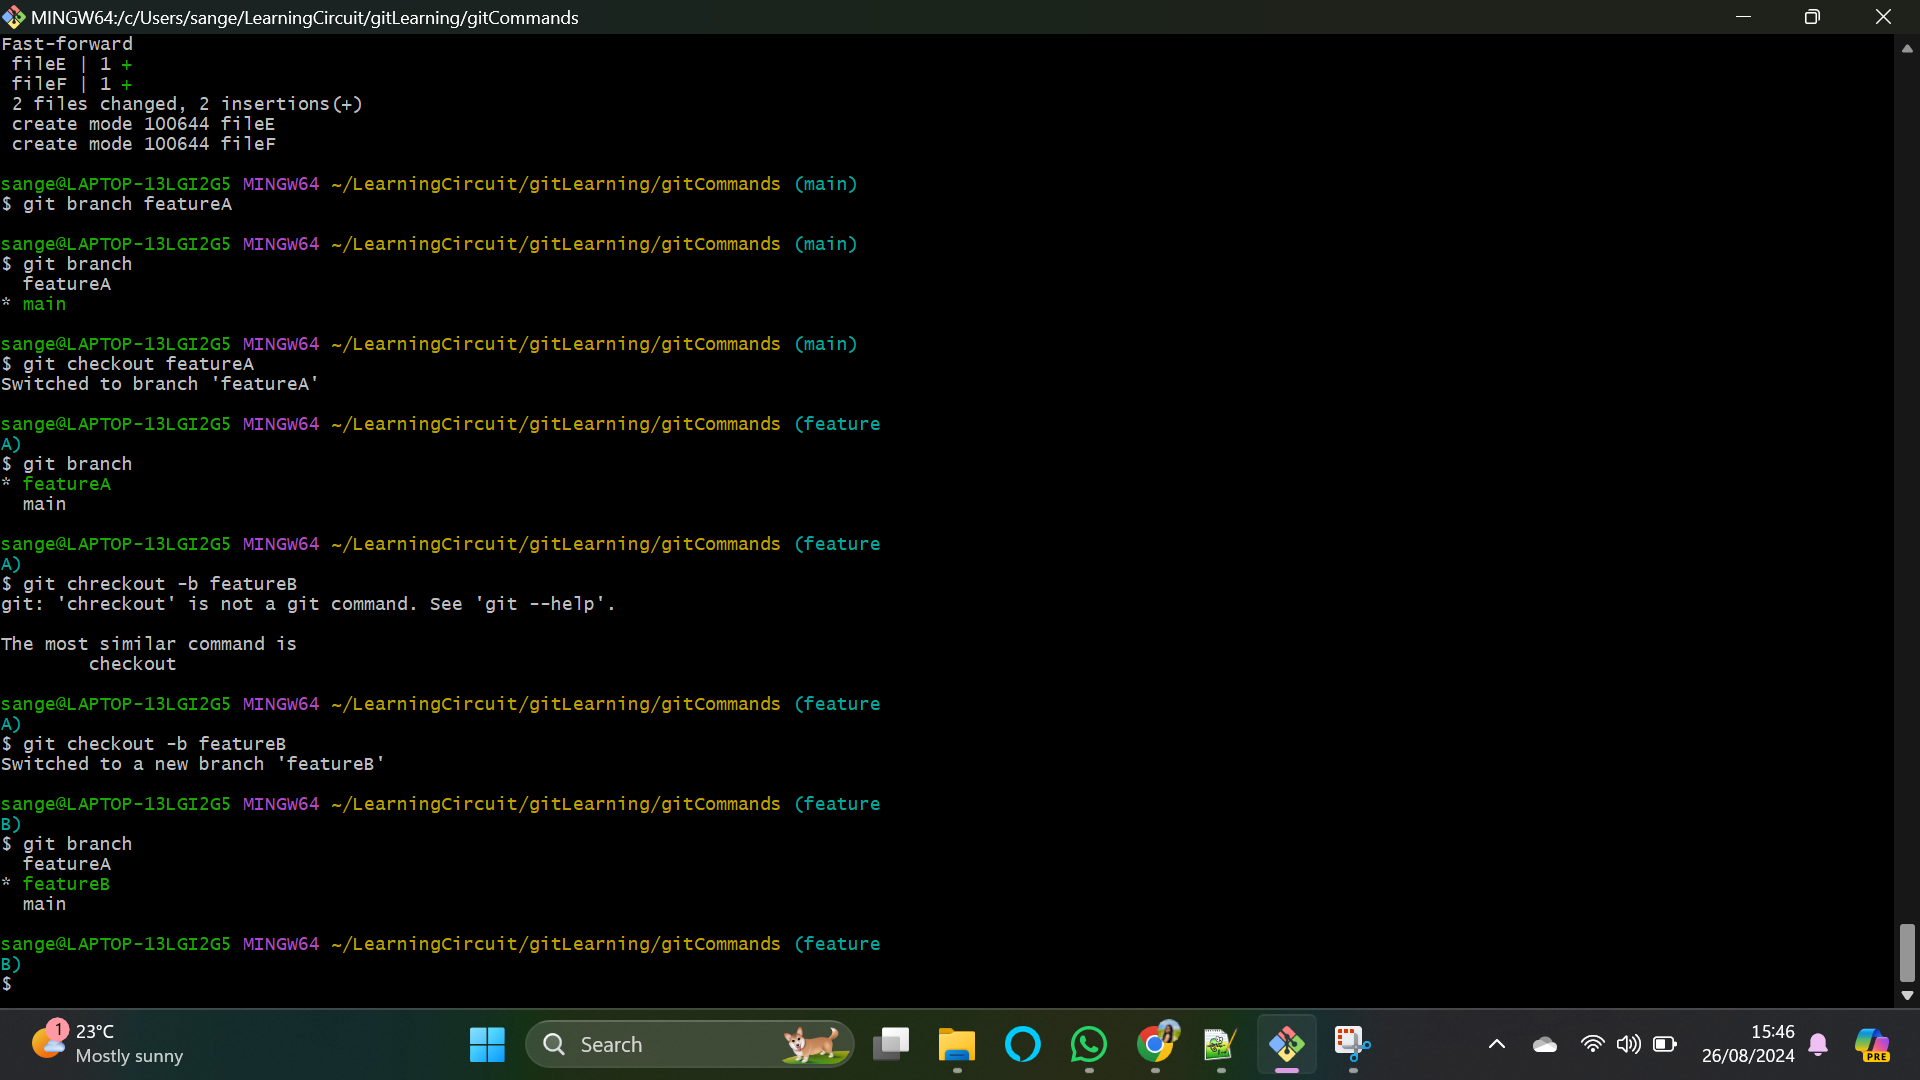 MINGW64:/c/Users/sange/LearningCircuit/gitLearning/gitCommands
Fast-forward
 fileE | 1 +
 fileF | 1 +
 2 files changed, 2 insertions(+)
 create mode 100644 fileE
 create mode 100644 fileF

sange@LAPTOP-13LGI2G5 MINGW64 ~/LearningCircuit/gitLearning/gitCommands (main)
$ git branch featureA

sange@LAPTOP-13LGI2G5 MINGW64 ~/LearningCircuit/gitLearning/gitCommands (main)
$ git branch
  featureA
* main

sange@LAPTOP-13LGI2G5 MINGW64 ~/LearningCircuit/gitLearning/gitCommands (main)
$ git checkout featureA
Switched to branch 'featureA'

sange@LAPTOP-13LGI2G5 MINGW64 ~/LearningCircuit/gitLearning/gitCommands (feature
A)
$ git branch
* featureA
  main

sange@LAPTOP-13LGI2G5 MINGW64 ~/LearningCircuit/gitLearning/gitCommands (feature
A)
$ git chreckout -b featureB
git: 'chreckout' is not a git command. See 'git --help'.

The most similar command is
        checkout

sange@LAPTOP-13LGI2G5 MINGW64 ~/LearningCircuit/gitLearning/gitCommands (feature
A)
$ git checkout -b featureB
Switched to a new branch 'featureB'

sange@LAPTOP-13LGI2G5 MINGW64 ~/LearningCircuit/gitLearning/gitCommands (feature
B)
$ git branch
  featureA
* featureB
  main

sange@LAPTOP-13LGI2G5 MINGW64 ~/LearningCircuit/gitLearning/gitCommands (feature
B)
$
1
23°C
Mostly sunny
Search
15:46
26/08/2024
PRE